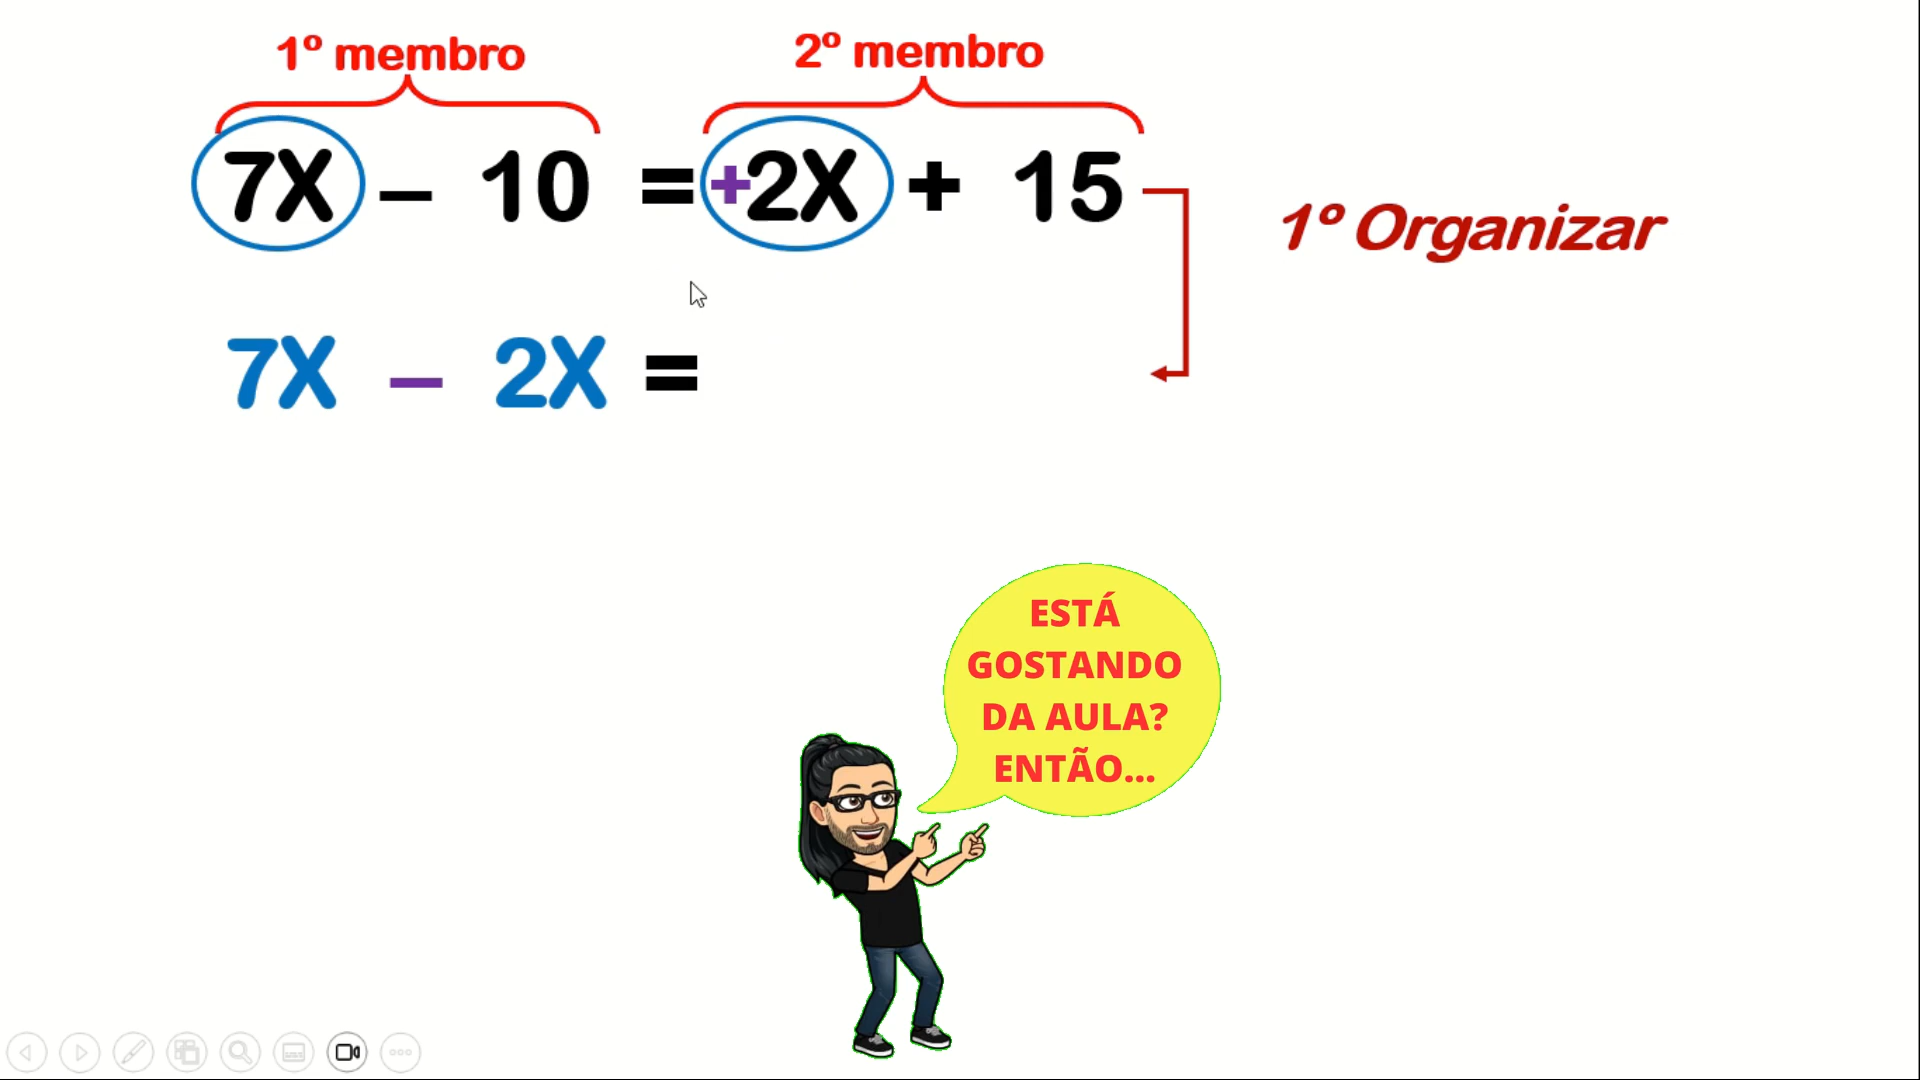 1º membro 2º membro
7X – 10 = +2X + 15
1º Organizar
7X – 2X =
ESTÁ
GOSTANDO
DA AULA?
ENTÃO...